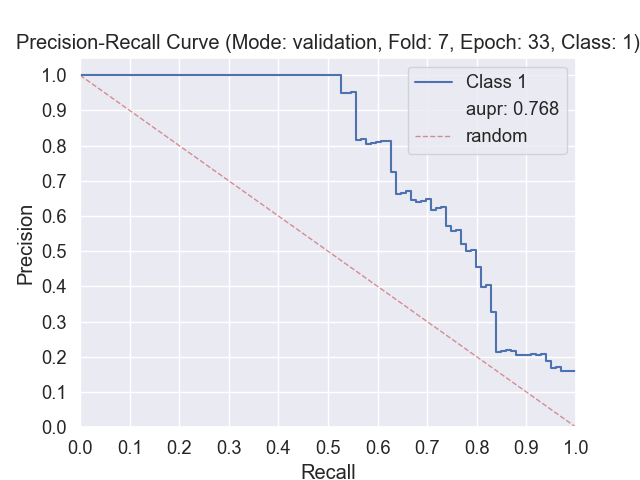 Precision-Recall Curve (Mode: validation, Fold: 7, Epoch: 33, Class: 1)
1.0
0.9
0.8
0.7
0.6
0.5
0.4
0.3
0.2
0.1
0.0
Precision
Class 1
aupr: 0.768
random
0.0 0.1 0.2 0.3 0.4 0.5 0.6 0.7 0.8 0.9 1.0
Recall